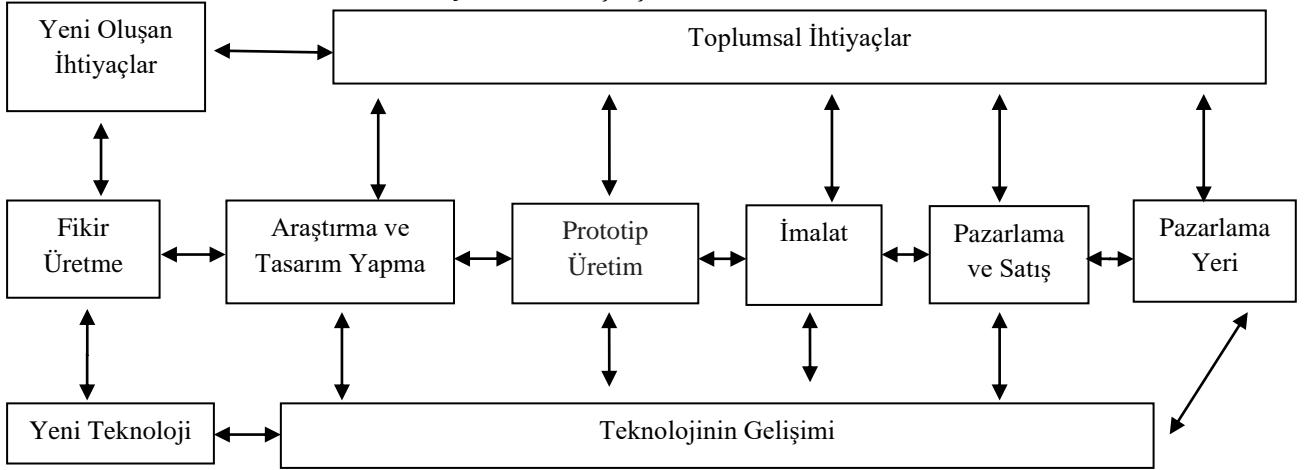 Yeni Oluşan
İhtiyaçlar
Toplumsal İhtiyaçlar
Fikir
Üretme
Araştırma ve
Tasarım Yapma
Prototip
Üretim
İmalat
Pazarlama
ve Satış
Pazarlama
Yeri
Yeni Teknoloji
Teknolojinin Gelişimi